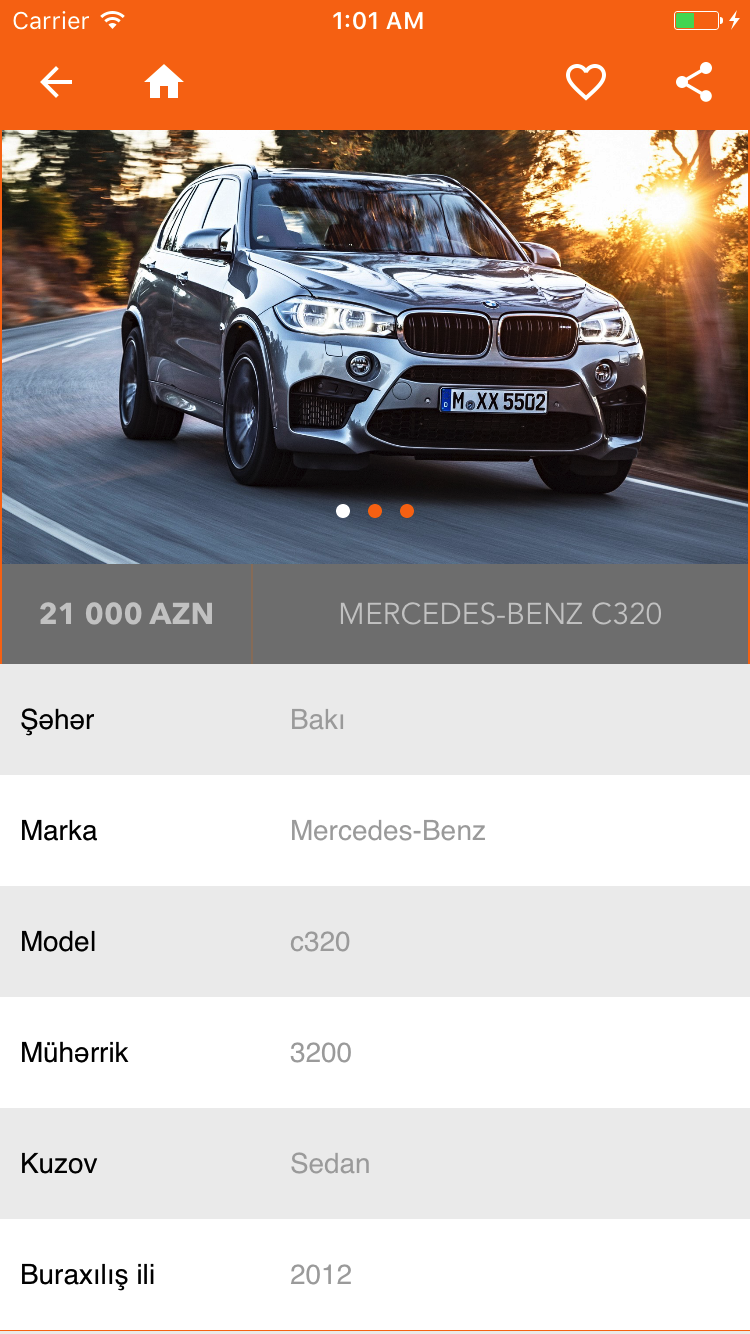 Carrier 1:01 AM
M XX 5502
21 000 AZN MERCEDES-BENZ C320
Şəhər Bakı
Marka Mercedes-Benz
Model c320
Mühərrik 3200
Kuzov Sedan
Buraxılış ili 2012